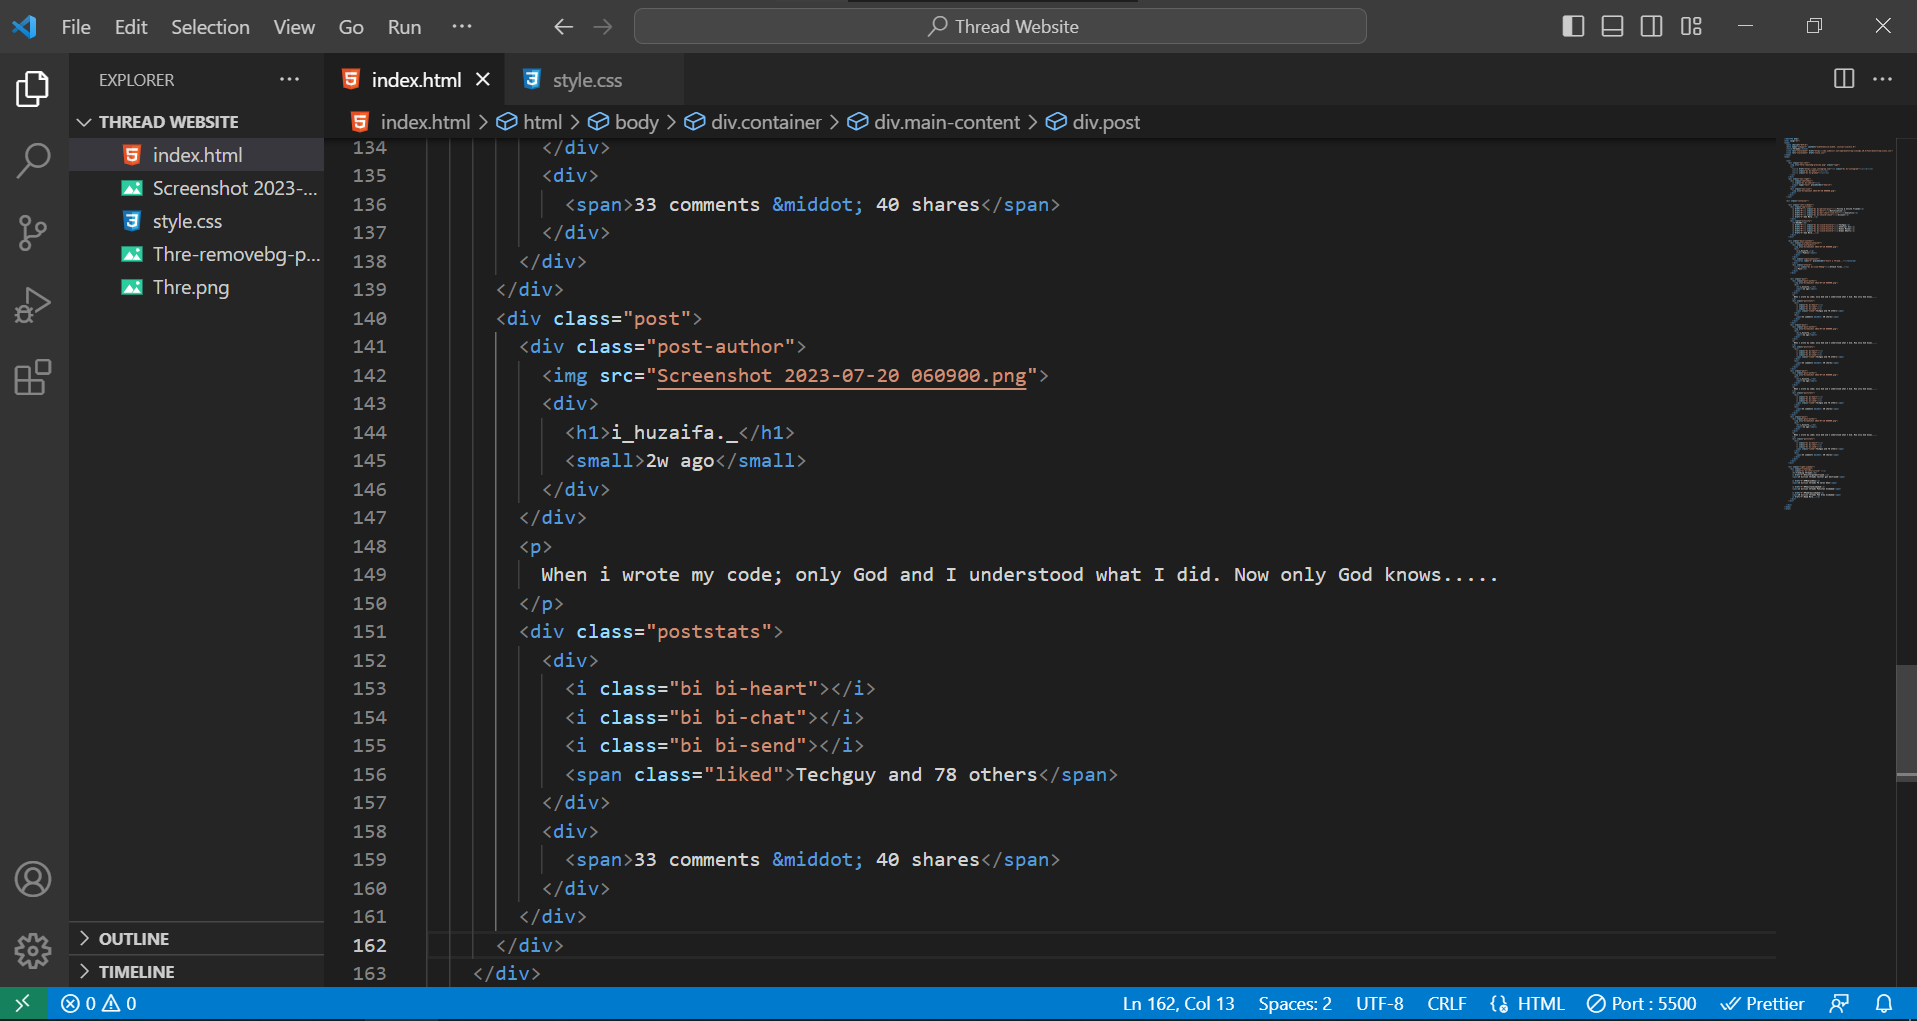 File Edit Selection View Go Run ··· Thread Website
EXPLORER ···
THREAD WEBSITE
index.html
Screenshot 2023-...
style.css
Thre-removebg-p...
Thre.png
OUTLINE
TIMELINE
index.html style.css
index.html > html > body > div.container > div.main-content > div.post
134 </div>
135 <div>
136 <span>33 comments &middot; 40 shares</span>
137 </div>
138 </div>
139 </div>
140 <div class="post">
141 <div class="post-author">
142 <img src="Screenshot 2023-07-20 060900.png">
143 <div>
144 <h1>i_huzaifa._</h1>
145 <small>2w ago</small>
146 </div>
147 </div>
148 <p>
149 When i wrote my code; only God and I understood what I did. Now only God knows.....
150 </p>
151 <div class="poststats">
152 <div>
153 <i class="bi bi-heart"></i>
154 <i class="bi bi-chat"></i>
155 <i class="bi bi-send"></i>
156 <span class="liked">Techguy and 78 others</span>
157 </div>
158 <div>
159 <span>33 comments &middot; 40 shares</span>
160 </div>
161 </div>
162 </div>
163 </div>
0 0 Ln 162, Col 13 Spaces: 2 UTF-8 CRLF HTML Port : 5500 Prettier